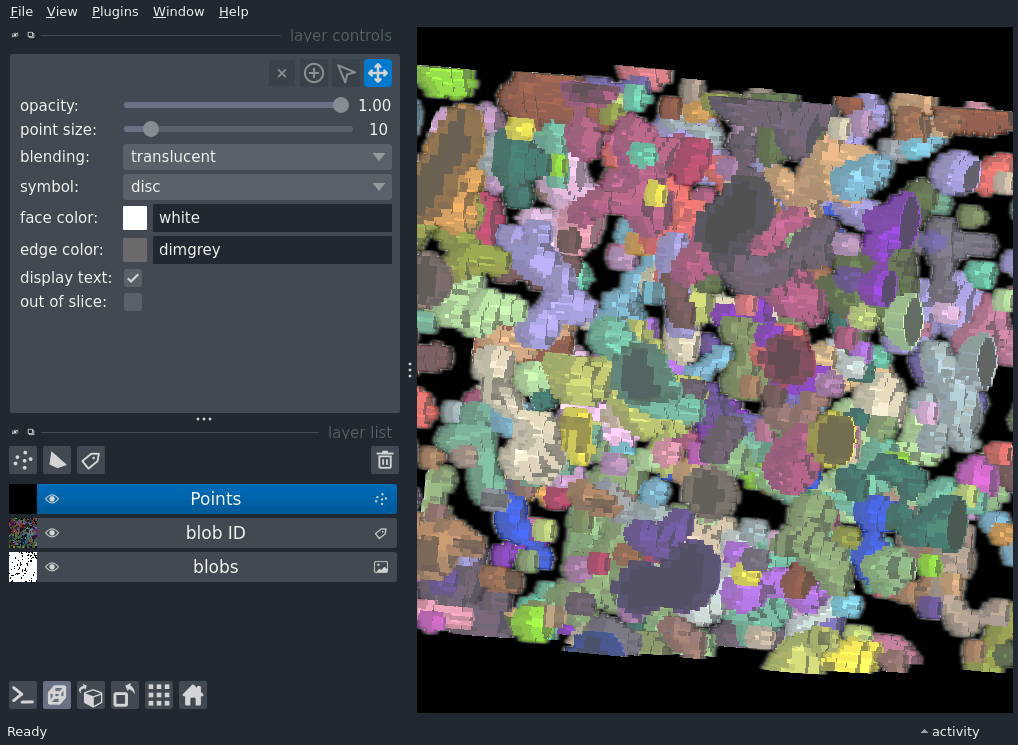 File View Plugins Window Help
layer controls
opacity: 1.00
point size: 10
blending: translucent
symbol: disc
face color: white
edge color: dimgrey
display text:
out of slice:
layer list
Points
blob ID
blobs
Ready activity